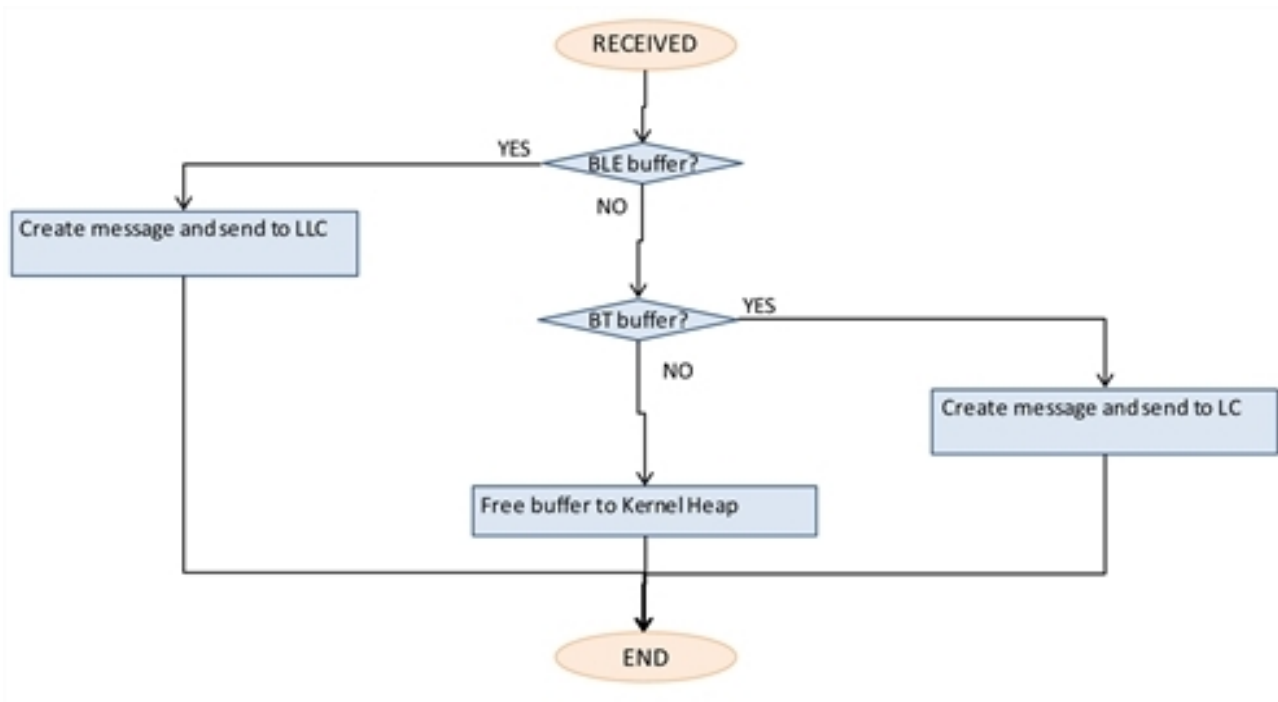 RECEIVED
YES
BLE buffer?
NO
Create message and send to LLC
BT buffer?
YES
NO
Create message and send to LC
Free buffer to Kernel Heap
END